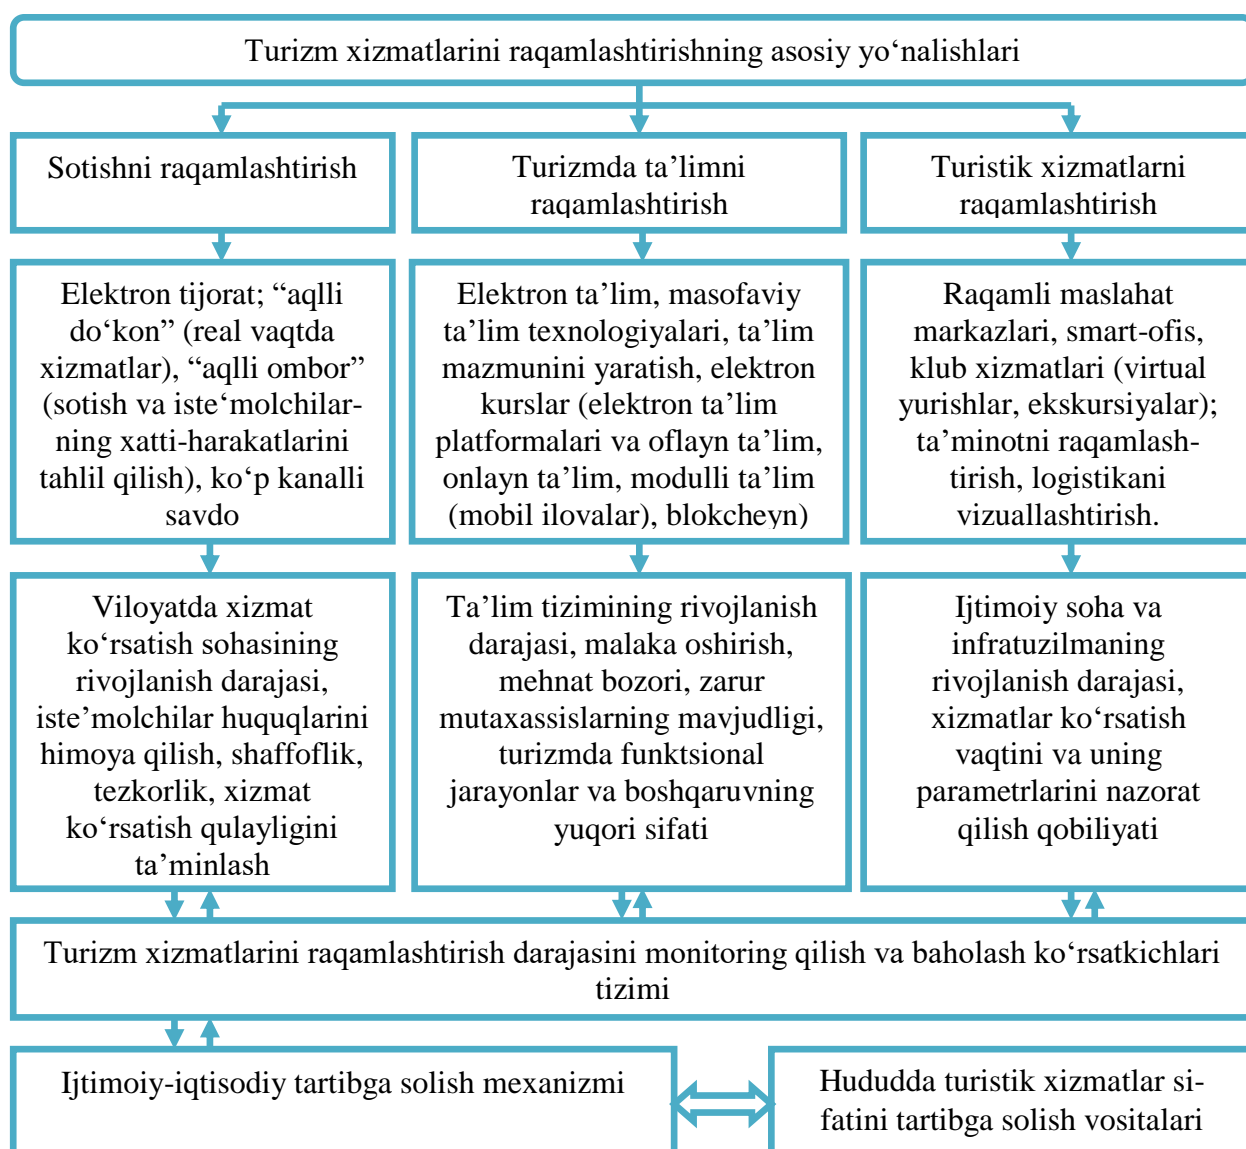 Turizm xizmatlarini raqamlashtirishning asosiy yo‘nalishlari
Sotishni raqamlashtirish
Turizmda ta’limni
raqamlashtirish
Turistik xizmatlarni
raqamlashtirish
Elektron tijorat; “aqlli
do‘kon” (real vaqtda
xizmatlar), “aqlli ombor”
(sotish va iste‘molchilar-
ning xatti-harakatlarini
tahlil qilish), ko‘p kanalli
savdo
Elektron ta’lim, masofaviy
ta’lim texnologiyalari, ta’lim
mazmunini yaratish, elektron
kurslar (elektron ta’lim
platformalari va oflayn ta’lim,
onlayn ta’lim, modulli ta’lim
(mobil ilovalar), blokcheyn)
Raqamli maslahat
markazlari, smart-ofis,
klub xizmatlari (virtual
yurishlar, ekskursiyalar);
ta’minotni raqamlash-
tirish, logistikani
vizuallashtirish.
Viloyatda xizmat
ko‘rsatish sohasining
rivojlanish darajasi,
iste’molchilar huquqlarini
himoya qilish, shaffoflik,
tezkorlik, xizmat
ko‘rsatish qulayligini
ta’minlash
Ta’lim tizimining rivojlanish
darajasi, malaka oshirish,
mehnat bozori, zarur
mutaxassislarning mavjudligi,
turizmda funktsional
jarayonlar va boshqaruvning
yuqori sifati
Ijtimoiy soha va
infratuzilmaning
rivojlanish darajasi,
xizmatlar ko‘rsatish
vaqtini va uning
parametrlarini nazorat
qilish qobiliyati
Turizm xizmatlarini raqamlashtirish darajasini monitoring qilish va baholash ko‘rsatkichlari
tizimi
Ijtimoiy-iqtisodiy tartibga solish mexanizmi
Hududda turistik xizmatlar si-
fatini tartibga solish vositalari